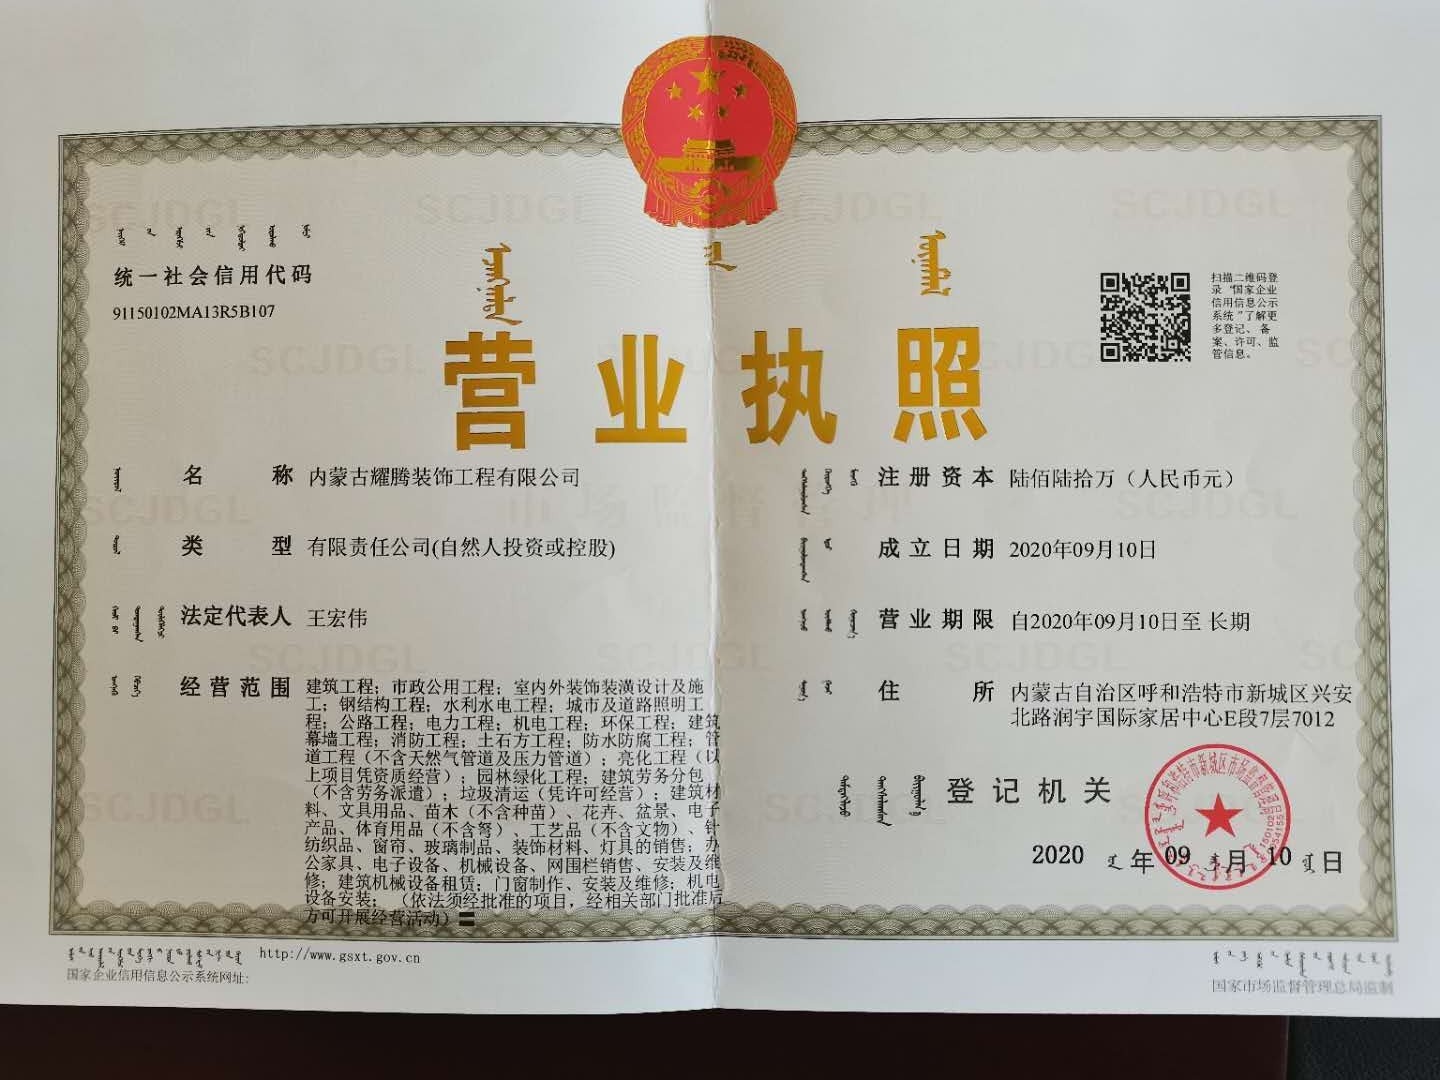 统一社会信用代码
91150102MA13R5B107
营业执照
扫描二维码登
录“国家企业
信用信息公示
系统”了解更
多登记、备
案、许可、监
管信息。
名称 内蒙古耀腾装饰工程有限公司
类型 有限责任公司(自然人投资或控股)
法定代表人 王宏伟
经营范围 建筑工程；市政公用工程；室内外装饰装潢设计及施
工；钢结构工程；水利水电工程；城市及道路照明工
程；公路工程；电力工程；机电工程；环保工程；建筑
幕墙工程；消防工程；土石方工程；防水防腐工程；管
道工程（不含天然气管道及压力管道）；亮化工程（以
上项目凭资质经营）；园林绿化工程；建筑劳务分包
（不含劳务派遣）；垃圾清运（凭许可经营）；建筑材
料、文具用品、苗木（不含种苗）、花卉、盆景、电子
产品、体育用品（不含弩）、工艺品（不含文物）、针
纺织品、窗帘、玻璃制品、装饰材料、灯具的销售；办
公家具、电子设备、机械设备、网围栏销售、安装及维
修；建筑机械设备租赁；门窗制作、安装及维修；机电
设备安装；（依法须经批准的项目，经相关部门批准后
方可开展经营活动）
注册资本 陆佰陆拾万（人民币元）
成立日期 2020年09月10日
营业期限 自2020年09月10日至 长期
住所 内蒙古自治区呼和浩特市新城区兴安
北路润宇国际家居中心E段7层7012
登记机关
2020 年 09 月 10 日
http://www.gsxt.gov.cn
国家企业信用信息公示系统网址:
国家市场监督管理总局监制